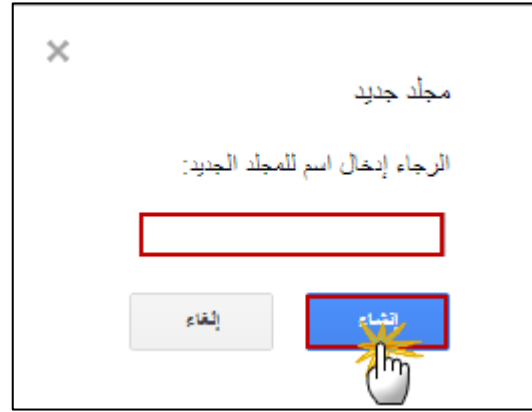 مجلد جديد
الرجاء إدخال اسم للمجلد الجديد:
إنشاء
إلغاء